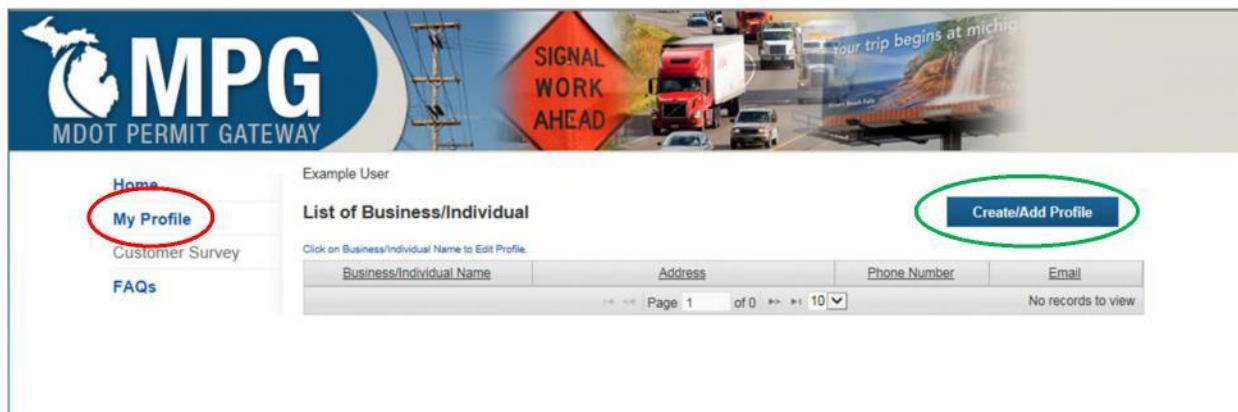 MPG
MDOT PERMIT GATEWAY
SIGNAL
WORK
AHEAD
Your trip begins at michig
Home
My Profile
Customer Survey
FAQs
Example User
List of Business/Individual
Create/Add Profile
Click on Business/Individual Name to Edit Profile.
Business/Individual Name Address Phone Number Email
Page 1 of 0 10 No records to view